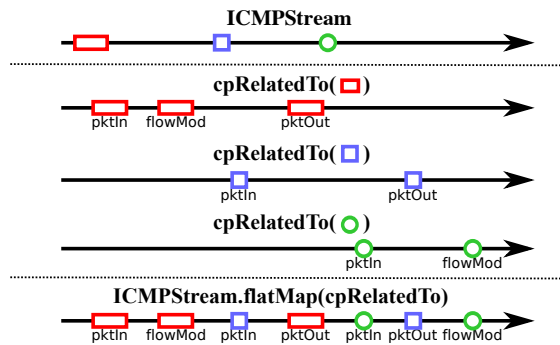 ICMPStream
cpRelatedTo( )
pktIn flowMod pktOut
cpRelatedTo( )
pktIn pktOut
cpRelatedTo( )
pktIn flowMod
ICMPStream.flatMap(cpRelatedTo)
pktIn flowMod pktIn pktOut pktIn pktOut flowMod